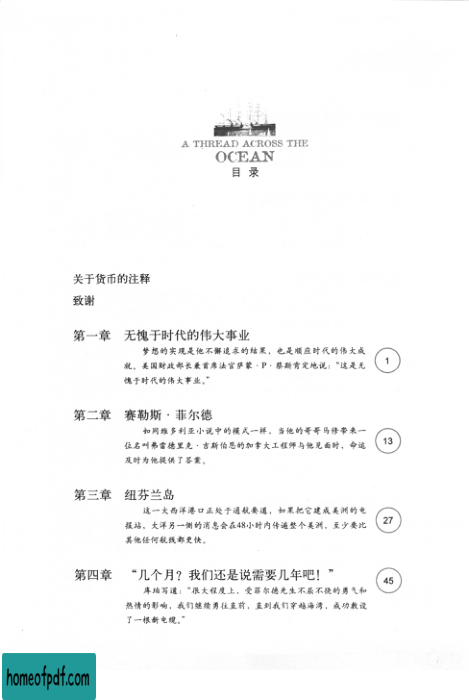 A THREAD ACROSS THE
OCEAN
目 录
关于货币的注释
致谢
第一章 无愧于时代的伟大事业
梦想的实现是他不懈追求的结果，也是顺应时代的伟大成
就。美国财政部长兼首席法官萨蒙·P·蔡斯肯定地说：“这是无
愧于时代的伟大事业。”
1
第二章 赛勒斯·菲尔德
如同维多利亚小说中的模式一样，当他的哥哥马修带来一
位名叫弗雷德里克·吉斯伯恩的加拿大工程师与他见面时，命运
及时为他提供了答案。
13
第三章 纽芬兰岛
这一大西洋港口正处于通航要道，如果把它建成美洲的电
报站，大洋另一侧的消息会在48小时内传遍整个美洲，至少要比
其他任何航线都更快。
27
第四章 “几个月？我们还是说需要几年吧！”
库珀写道：“很大程度上，受菲尔德先生不屈不挠的勇气和
热情的影响，我们继续勇往直前，直到我们穿越海湾，成功敷设
了一根新电缆。”
45
homeofpdf.com